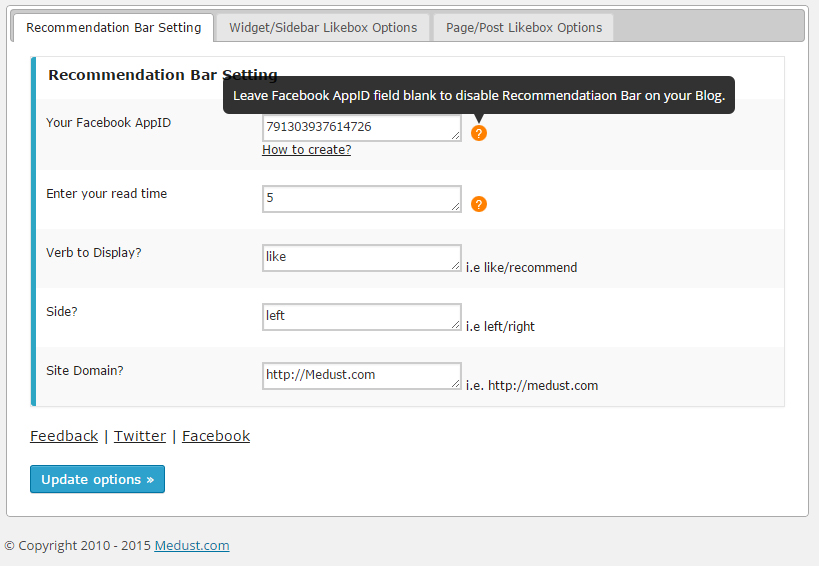 Recommendation Bar Setting Widget/Sidebar Likebox Options Page/Post Likebox Options
Recommendation Bar Setting
Leave Facebook AppID field blank to disable Recommendatiaon Bar on your Blog.
Your Facebook AppID 791303937614726 ?
How to create?
Enter your read time 5 ?
Verb to Display? like i.e like/recommend
Side? left i.e left/right
Site Domain? http://Medust.com i.e. http://medust.com
Feedback | Twitter | Facebook
Update options »
© Copyright 2010 - 2015 Medust.com